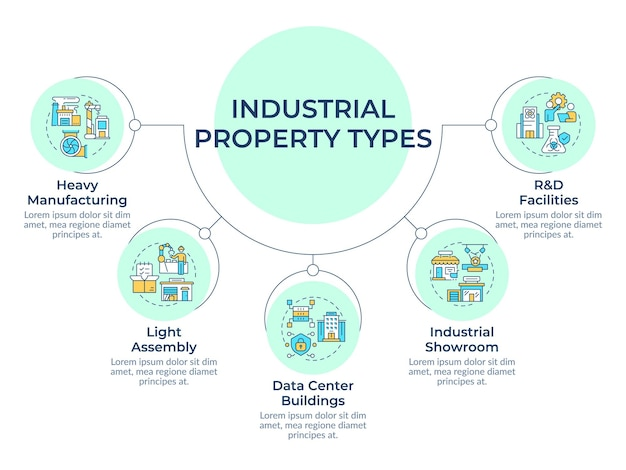 INDUSTRIAL
PROPERTY TYPES
Heavy
Manufacturing
Lorem ipsum dolor sit dim
amet, mea regione diamet
principes at.
Light
Assembly
Lorem ipsum dolor sit dim
amet, mea regione diamet
principes at.
Data Center
Buildings
Lorem ipsum dolor sit dim
amet, mea regione diamet
principes at.
Industrial
Showroom
Lorem ipsum dolor sit dim
amet, mea regione diamet
principes at.
R&D
Facilities
Lorem ipsum dolor sit dim
amet, mea regione diamet
principes at.